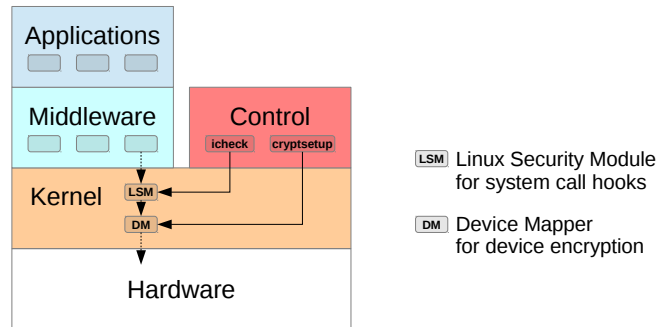 Applications
Middleware
Control
icheck
cryptsetup
Kernel
LSM
DM
Hardware
LSM Linux Security Module
for system call hooks
DM Device Mapper
for device encryption